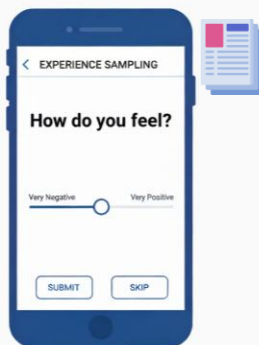 EXPERIENCE SAMPLING
How do you feel?
Very Negative Very Positive
SUBMIT SKIP